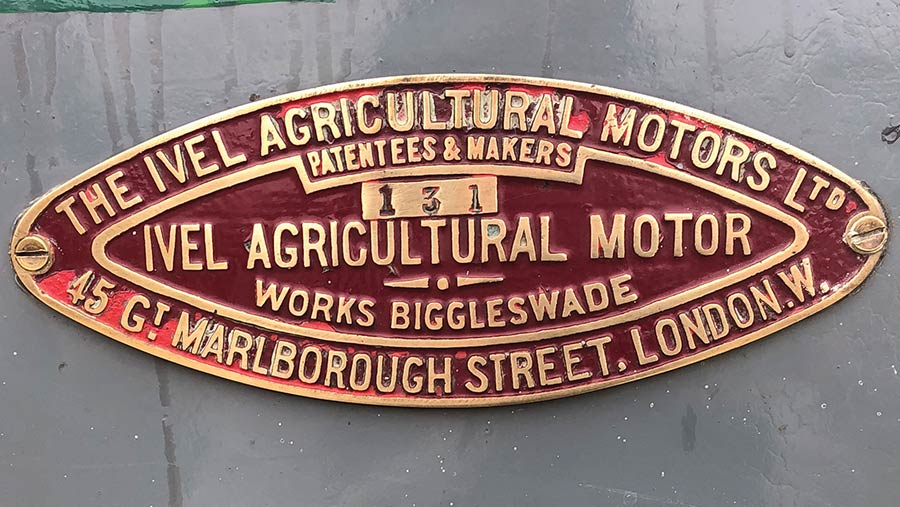 THE IVEL AGRICULTURAL MOTORS LTD
PATENTEES & MAKERS
131
IVEL AGRICULTURAL MOTOR
WORKS BIGGLESWADE
45 GT MARLBOROUGH STREET, LONDON.W.